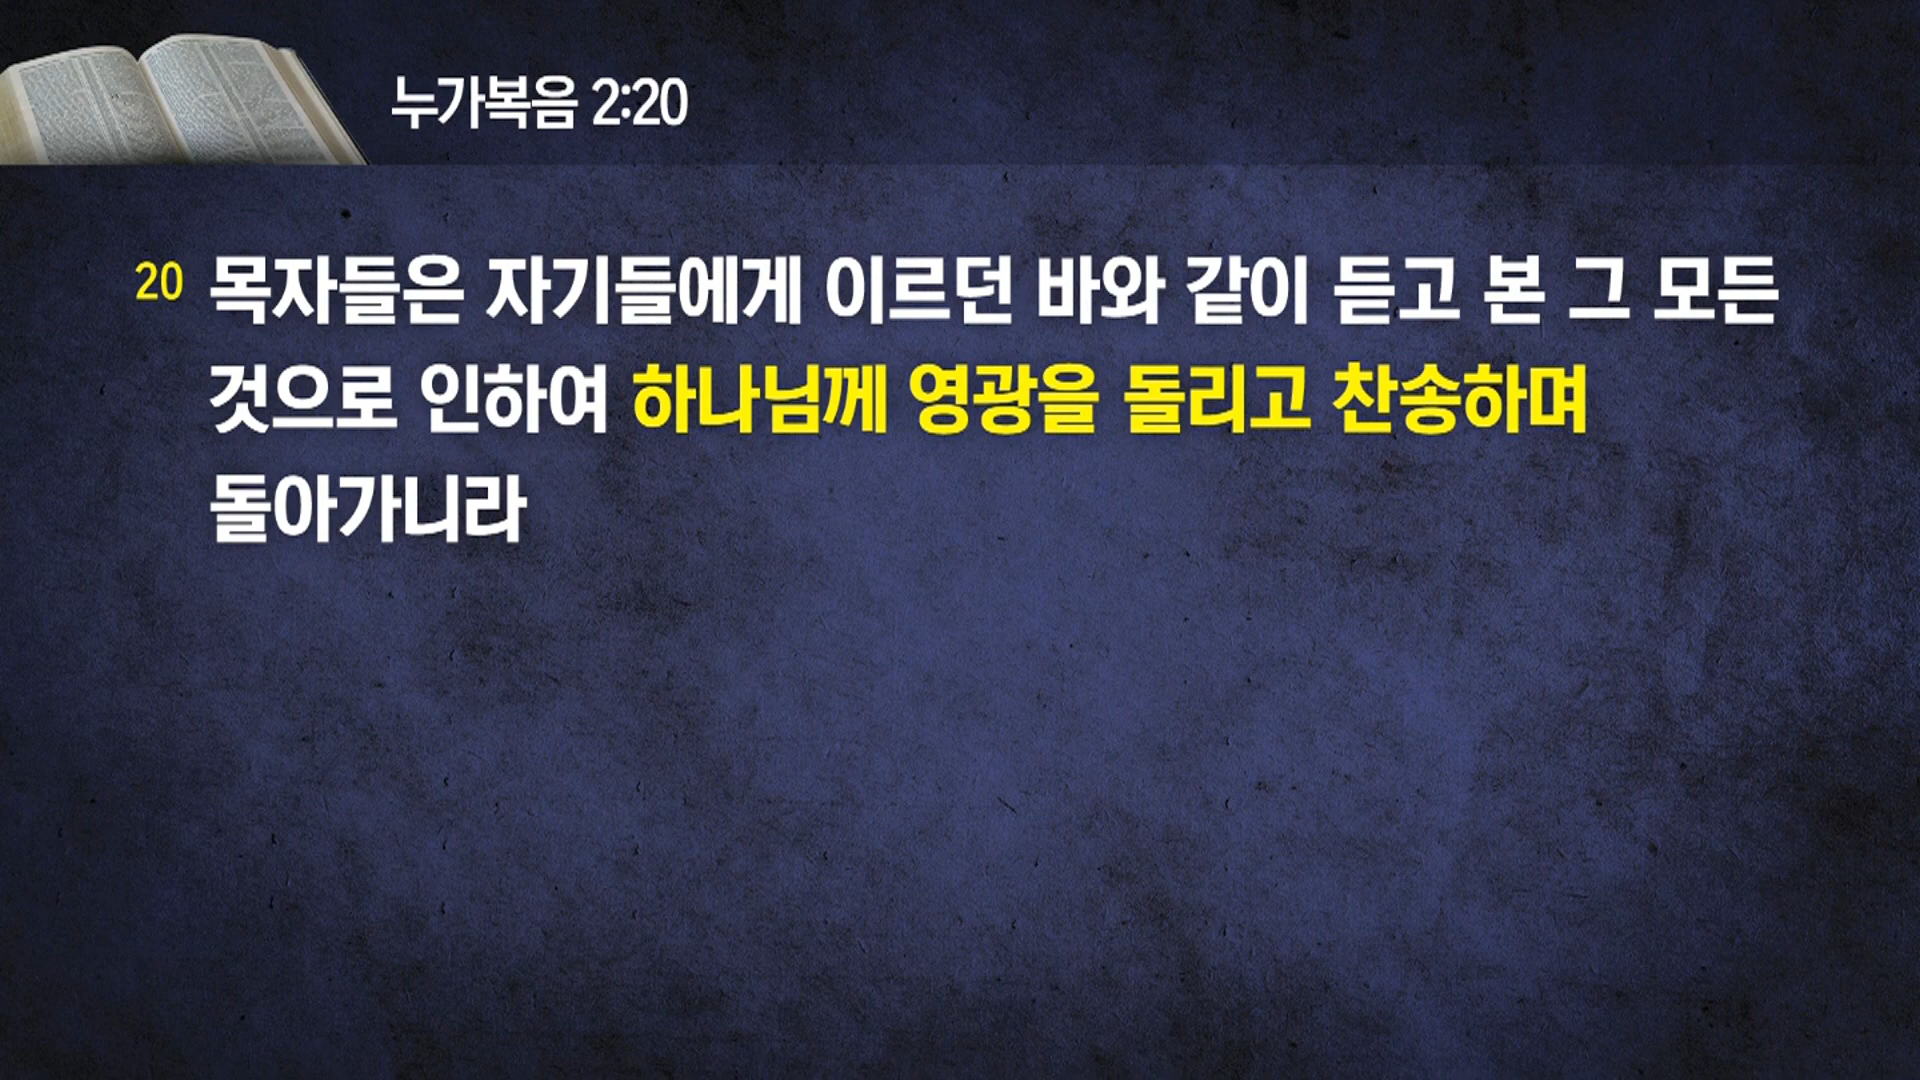 누가복음 2:20
20 목자들은 자기들에게 이르던 바와 같이 듣고 본 그 모든
것으로 인하여 하나님께 영광을 돌리고 찬송하며
돌아가니라